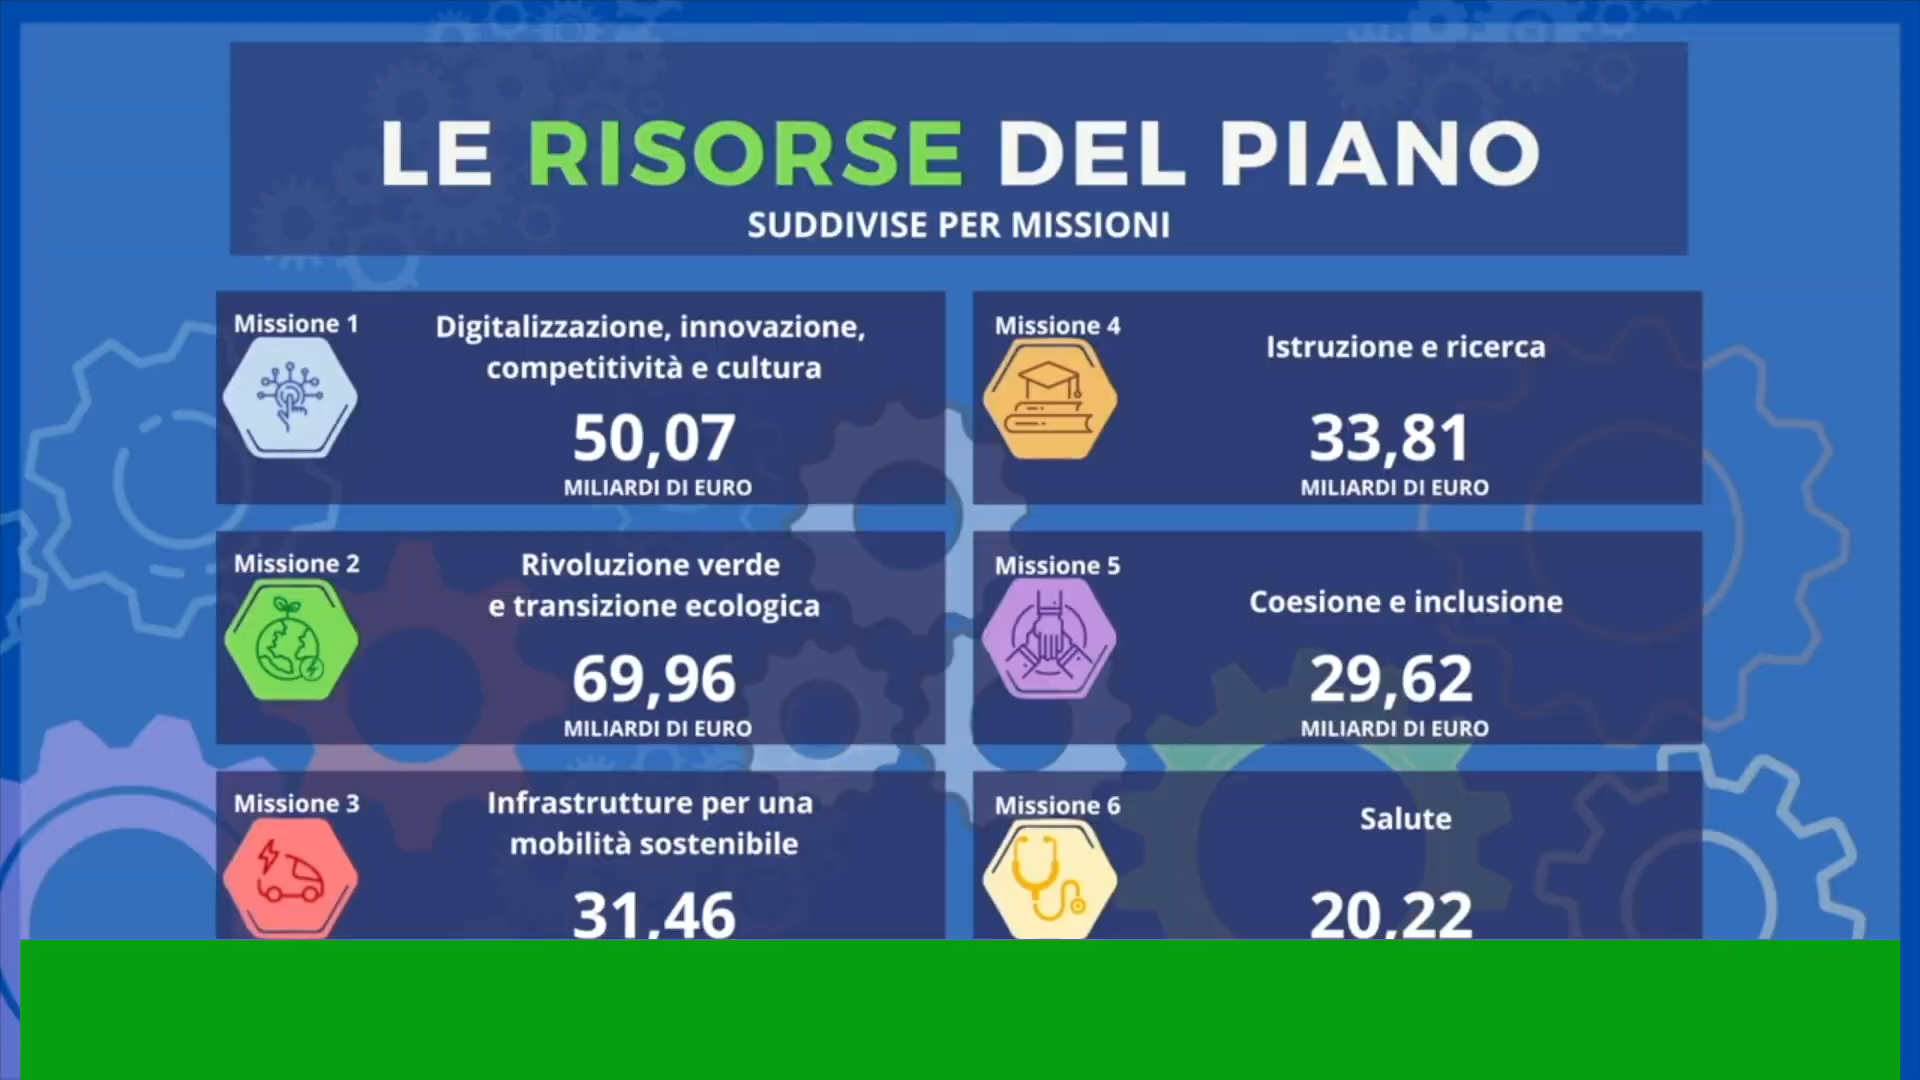 LE RISORSE DEL PIANO
SUDDIVISE PER MISSIONI
Missione 1
Digitalizzazione, innovazione,
competitività e cultura
50,07
MILIARDI DI EURO
Missione 2
Rivoluzione verde
e transizione ecologica
69,96
MILIARDI DI EURO
Missione 3
Infrastrutture per una
mobilità sostenibile
31,46
Missione 4
Istruzione e ricerca
33,81
MILIARDI DI EURO
Missione 5
Coesione e inclusione
29,62
MILIARDI DI EURO
Missione 6
Salute
20,22